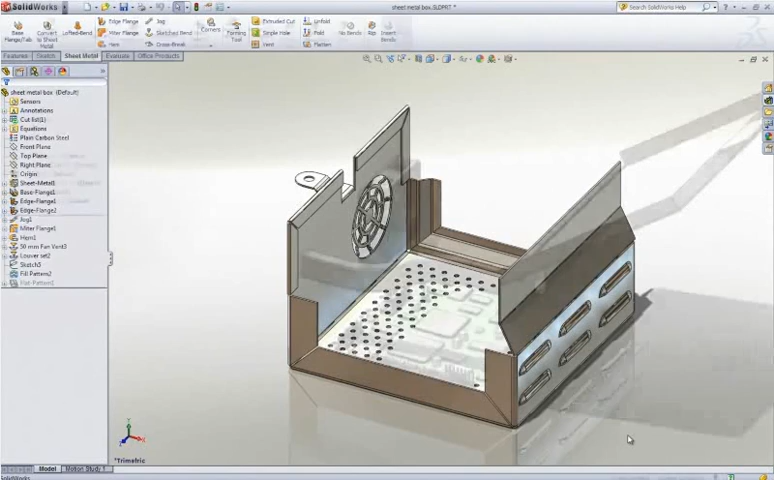 SolidWorks
sheet metal box.SLDPRT *
Search SolidWorks Help
Base Flange/Tab
Convert to Sheet Metal
Lofted-Bend
Edge Flange
Miter Flange
Hem
Jog
Sketched Bend
Cross-Break
Corners
Forming Tool
Extruded Cut
Simple Hole
Vent
Unfold
Fold
Flatten
No Bends
Rip
Insert Bends
Features
Sketch
Sheet Metal
Evaluate
Office Products
sheet metal box (Default)
Sensors
Annotations
Cut list(1)
Equations
Plain Carbon Steel
Front Plane
Top Plane
Right Plane
Origin
Sheet-Metal1
Base-Flange1
Edge-Flange1
Edge-Flange2
Jog1
Miter Flange1
Hem1
50 mm Fan Vent3
Louver set2
Sketch5
Fill Pattern2
Flat-Pattern1
*Trimetric
Model
Motion Study 1
SolidWorks